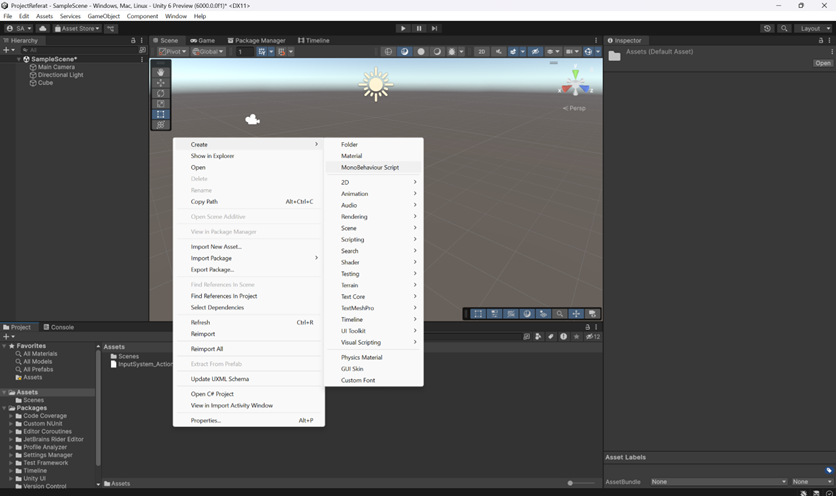 ProjectReferat - SampleScene - Windows, Mac, Linux - Unity 6 Preview (6000.0.0f1)* <DX11>
File Edit Assets Services GameObject Component Window Help
SA Asset Store Layout
Hierarchy Scene Game Package Manager Timeline Inspector
All Pivot Global 1 2D Assets (Default Asset)
SampleScene* Open
Main Camera
Directional Light
Cube
y
x z
Persp
Create Folder
Show in Explorer Material
Open MonoBehaviour Script
Delete 2D
Rename Animation
Copy Path Alt+Ctrl+C Audio
Open Scene Additive Rendering
View in Package Manager Scene
Import New Asset... Scripting
Import Package Search
Export Package... Shader
Find References In Scene Testing
Find References In Project Terrain
Select Dependencies Text Core
TextMeshPro
Timeline
Refresh Ctrl+R UI Toolkit
Reimport Visual Scripting
Reimport All Physics Material
Extract From Prefab GUI Skin
Update UXML Schema Custom Font
Open C# Project
View in Import Activity Window
Properties... Alt+P
Project Console
12
Favorites Assets
All Materials Scenes
All Models InputSystem_Action
All Prefabs
Assets
Assets
Scenes
Packages
Code Coverage
Custom NUnit
Editor Coroutines
JetBrains Rider Editor
Profile Analyzer
Settings Manager Asset Labels
Test Framework
Timeline
Unity UI
Version Control Assets AssetBundle None None